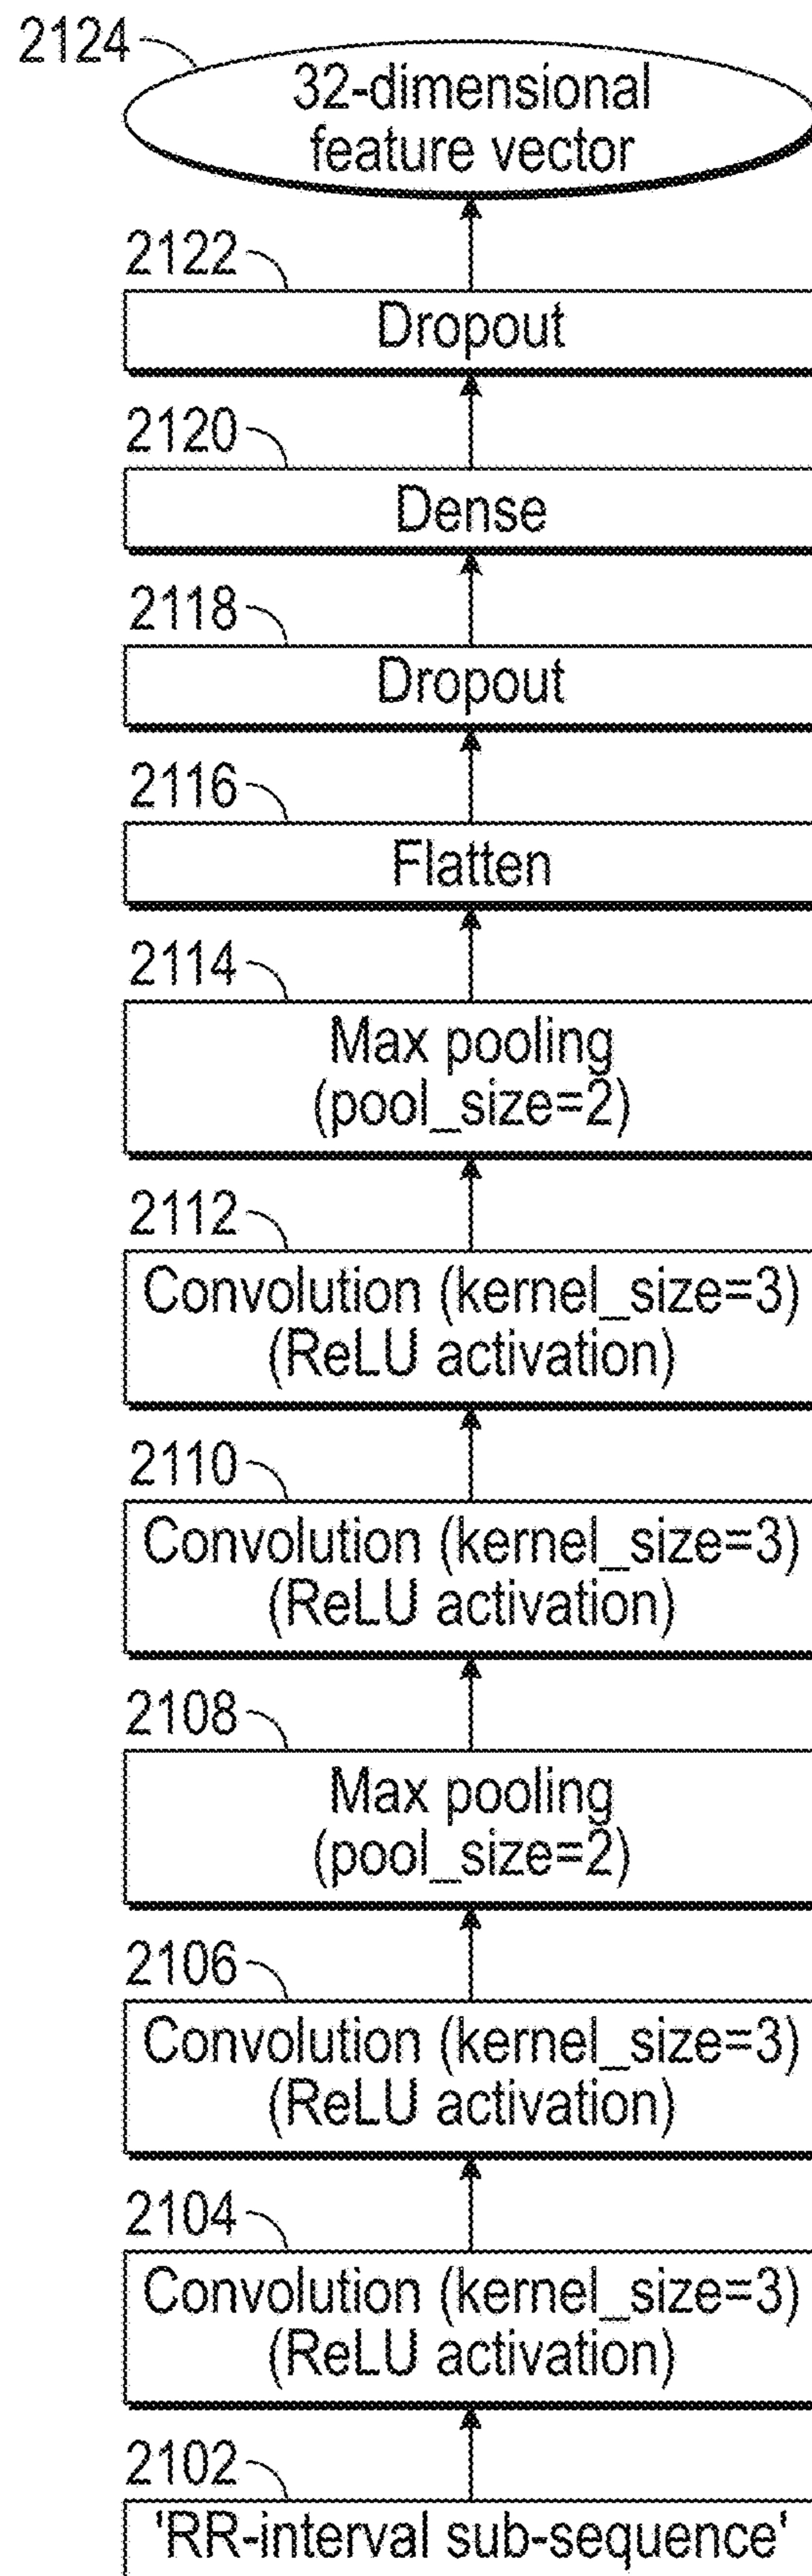 2124
32-dimensional
feature vector
2122
Dropout
2120
Dense
2118
Dropout
2116
Flatten
2114
Max pooling
(pool_size=2)
2112
Convolution (kernel_size=3)
(ReLU activation)
2110
Convolution (kernel_size=3)
(ReLU activation)
2108
Max pooling
(pool_size=2)
2106
Convolution (kernel_size=3)
(ReLU activation)
2104
Convolution (kernel_size=3)
(ReLU activation)
2102
'RR-interval sub-sequence'